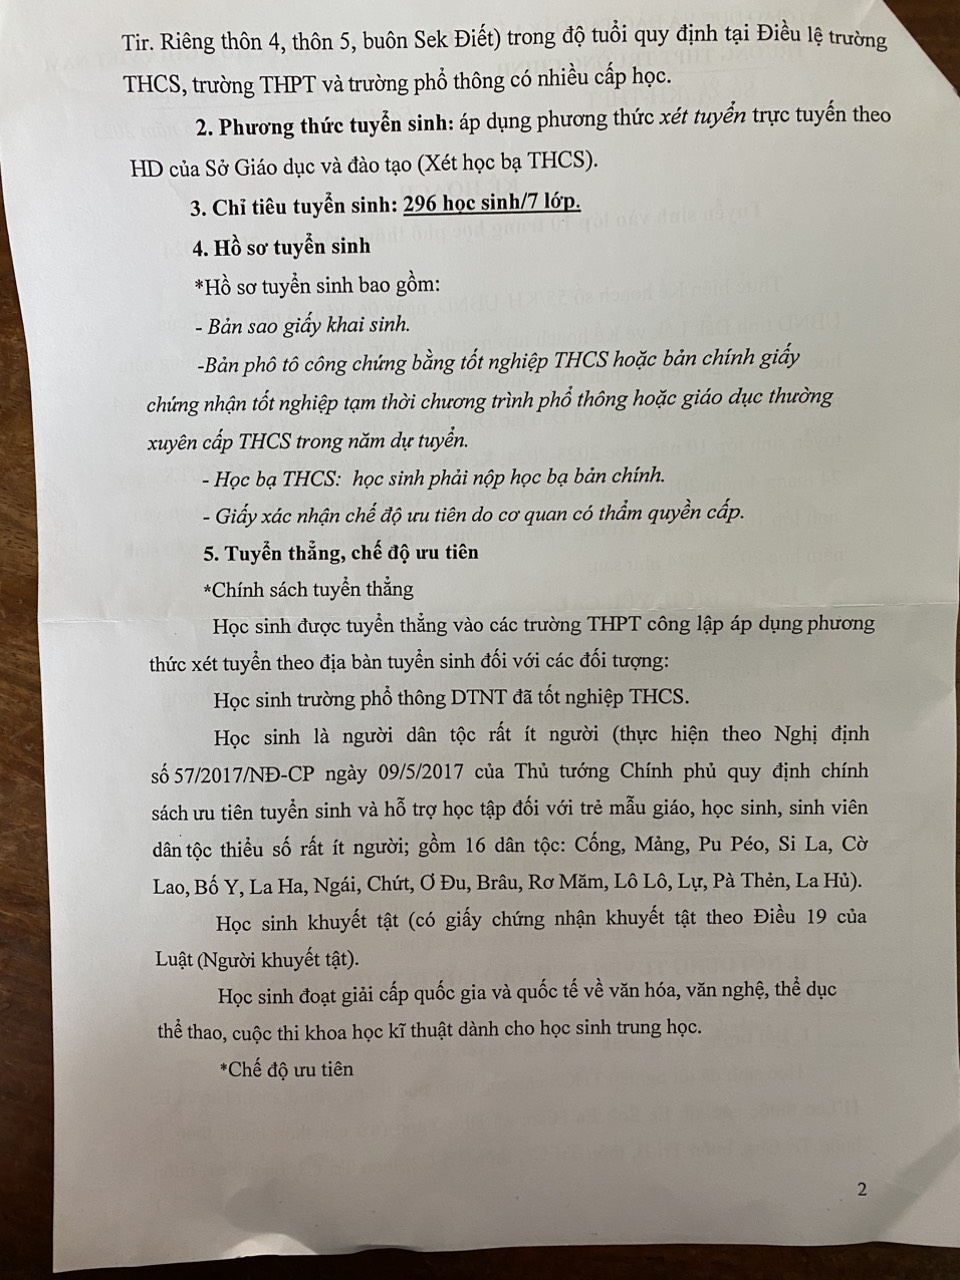 Tir. Riêng thôn 4, thôn 5, buôn Sek Điết) trong độ tuổi quy định tại Điều lệ trường
THCS, trường THPT và trường phổ thông có nhiều cấp học.
2. Phương thức tuyển sinh: áp dụng phương thức xét tuyển trực tuyến theo
HD của Sở Giáo dục và đào tạo (Xét học bạ THCS).
3. Chỉ tiêu tuyển sinh: 296 học sinh/7 lớp.
4. Hồ sơ tuyển sinh
*Hồ sơ tuyển sinh bao gồm:
- Bản sao giấy khai sinh.
-Bản phô tô công chứng bằng tốt nghiệp THCS hoặc bản chính giấy
chứng nhận tốt nghiệp tạm thời chương trình phổ thông hoặc giáo dục thường
xuyên cấp THCS trong năm dự tuyển.
- Học bạ THCS: học sinh phải nộp học bạ bản chính.
- Giấy xác nhận chế độ ưu tiên do cơ quan có thẩm quyền cấp.
5. Tuyển thẳng, chế độ ưu tiên
*Chính sách tuyển thẳng
Học sinh được tuyển thẳng vào các trường THPT công lập áp dụng phương
thức xét tuyển theo địa bàn tuyển sinh đối với các đối tượng:
Học sinh trường phổ thông DTNT đã tốt nghiệp THCS.
Học sinh là người dân tộc rất ít người (thực hiện theo Nghị định
số 57/2017/NĐ-CP ngày 09/5/2017 của Thủ tướng Chính phủ quy định chính
sách ưu tiên tuyển sinh và hỗ trợ học tập đối với trẻ mẫu giáo, học sinh, sinh viên
dân tộc thiểu số rất ít người; gồm 16 dân tộc: Cống, Mảng, Pu Péo, Si La, Cờ
Lao, Bố Y, La Ha, Ngái, Chứt, Ơ Đu, Brâu, Rơ Măm, Lô Lô, Lự, Pà Thẻn, La Hủ).
Học sinh khuyết tật (có giấy chứng nhận khuyết tật theo Điều 19 của
Luật (Người khuyết tật).
Học sinh đoạt giải cấp quốc gia và quốc tế về văn hóa, văn nghệ, thể dục
thể thao, cuộc thi khoa học kĩ thuật dành cho học sinh trung học.
*Chế độ ưu tiên
2